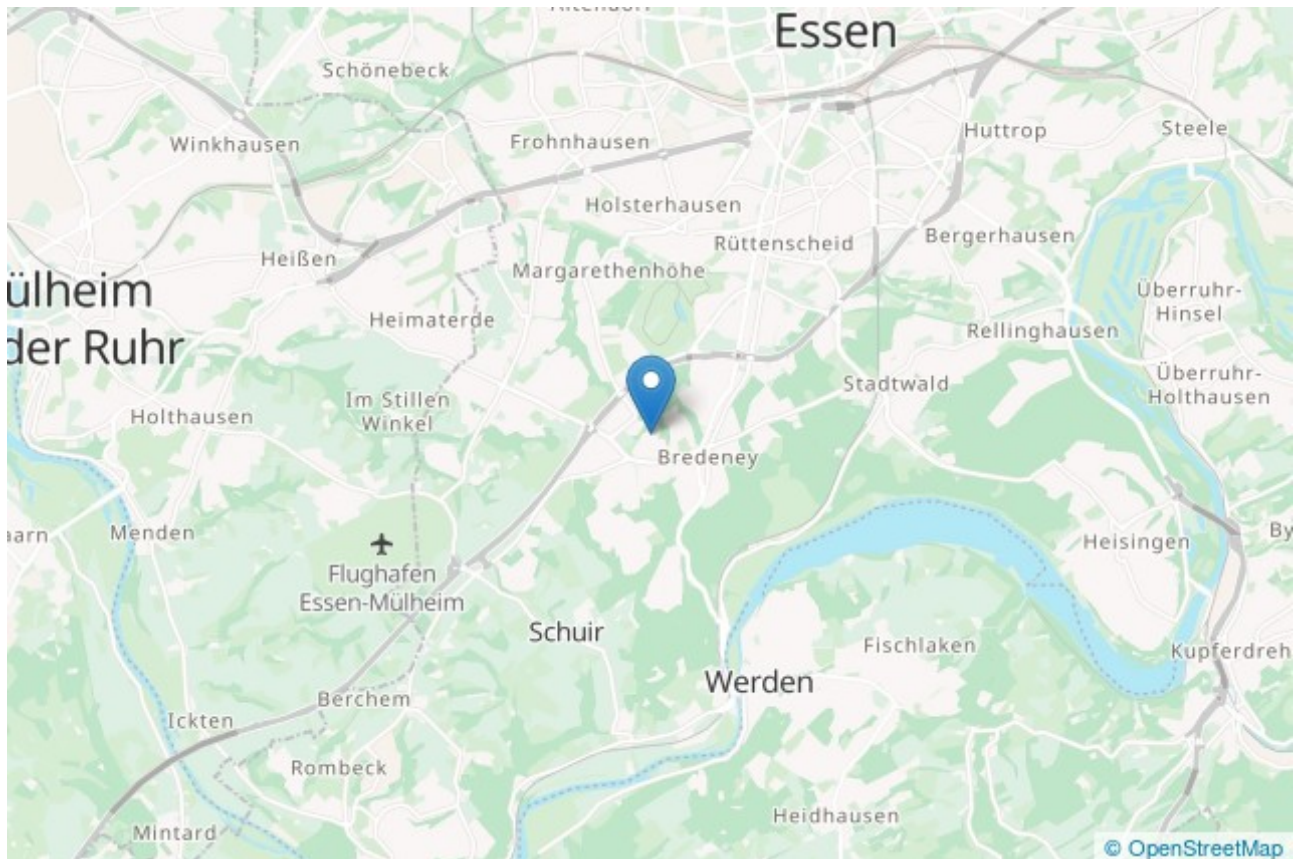 Essen
Schönebeck
Winkhausen
Frohnhausen
Huttrop
Steele
Holsterhausen
Rüttenscheid
Bergerhausen
Heißen
Margarethenhöhe
ülheim
der Ruhr
Überruhr-
Hinsel
Heimaterde
Rellinghausen
Stadtwald
Überruhr-
Holthausen
Im Stillen
Winkel
Holthausen
Bredeney
Menden
aarn
Heisingen
By
Flughafen
Essen-Mülheim
Schuir
Fischlaken
Kupferdreh
Werden
Berchem
Ickten
Rombeck
Heidhausen
Mintard
© OpenStreetMap